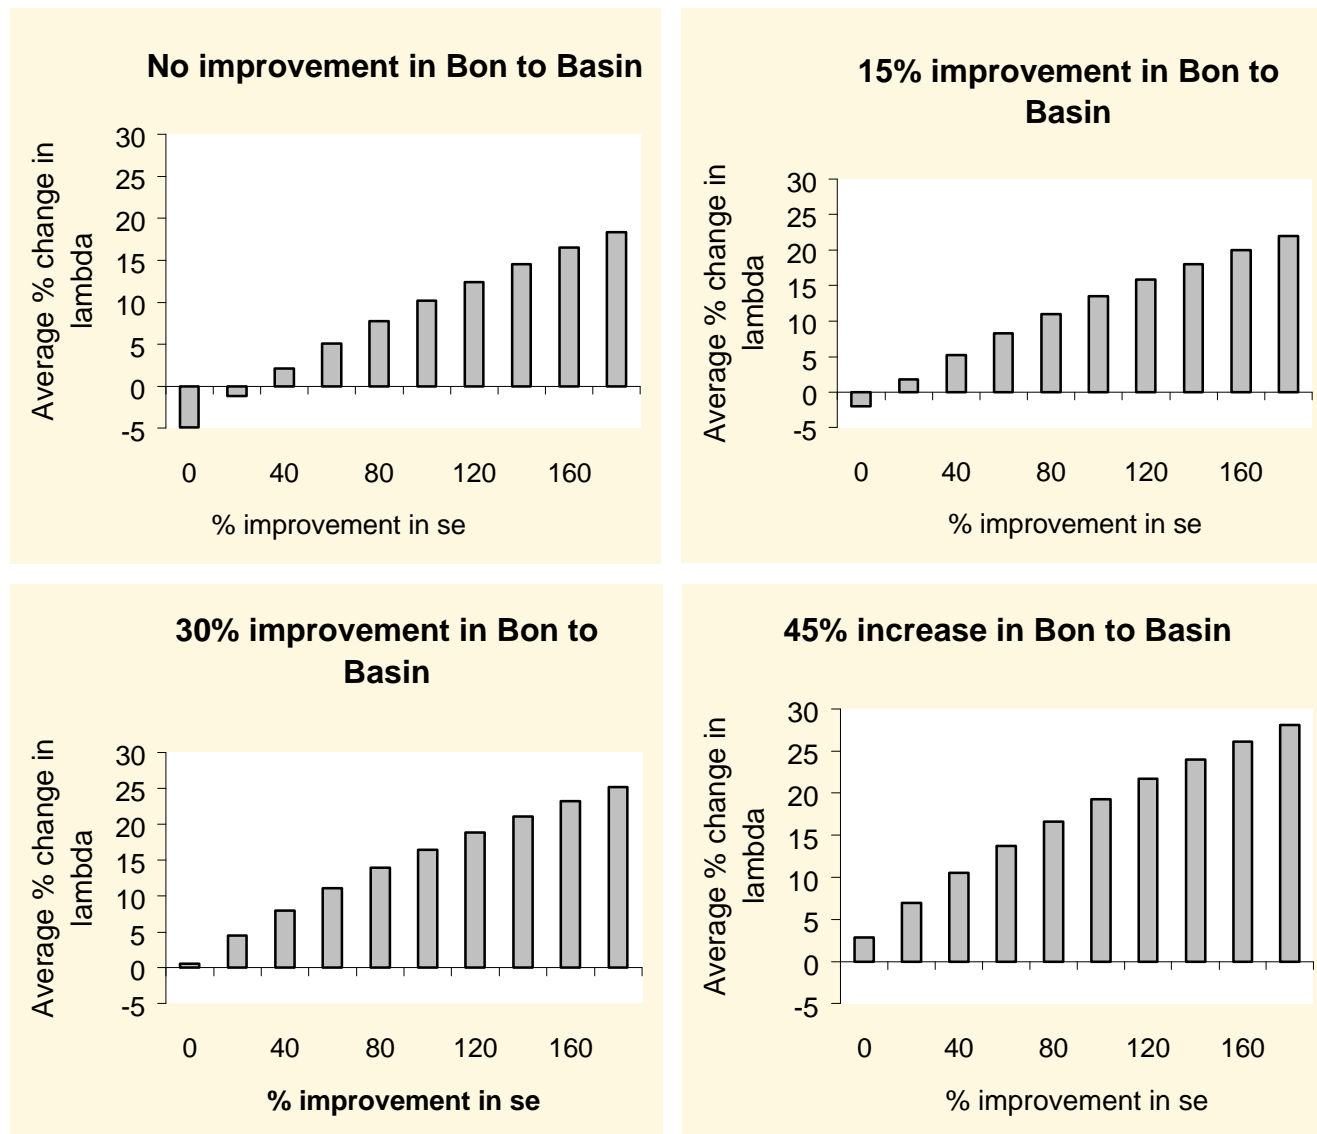 No improvement in Bon to Basin
30
25
20
15
10
5
0
-5
Average % change in
lambda
0 40 80 120 160
% improvement in se
15% improvement in Bon to
Basin
30
25
20
15
10
5
0
-5
Average % change in
lambda
0 40 80 120 160
% improvement in se
30% improvement in Bon to
Basin
30
25
20
15
10
5
0
-5
Average % change in
lambda
0 40 80 120 160
% improvement in se
45% increase in Bon to Basin
30
25
20
15
10
5
0
-5
Average % change in
lambda
0 40 80 120 160
% improvement in se